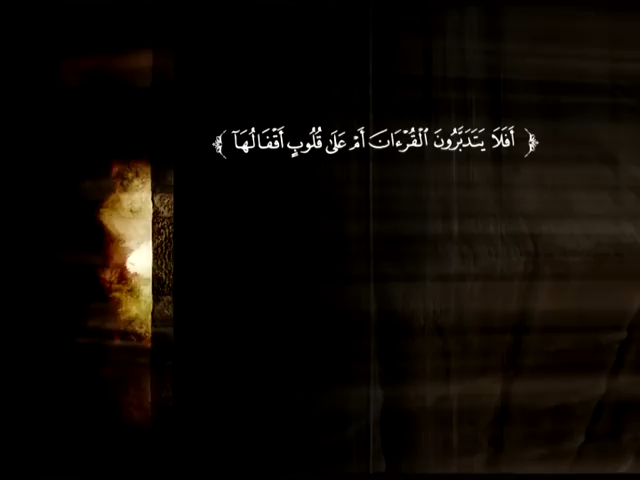 ﴿ أَفَلَا يَتَدَبَّرُونَ ٱلْقُرْءَانَ أَمْ عَلَىٰ قُلُوبٍ أَقْفَالُهَآ ﴾